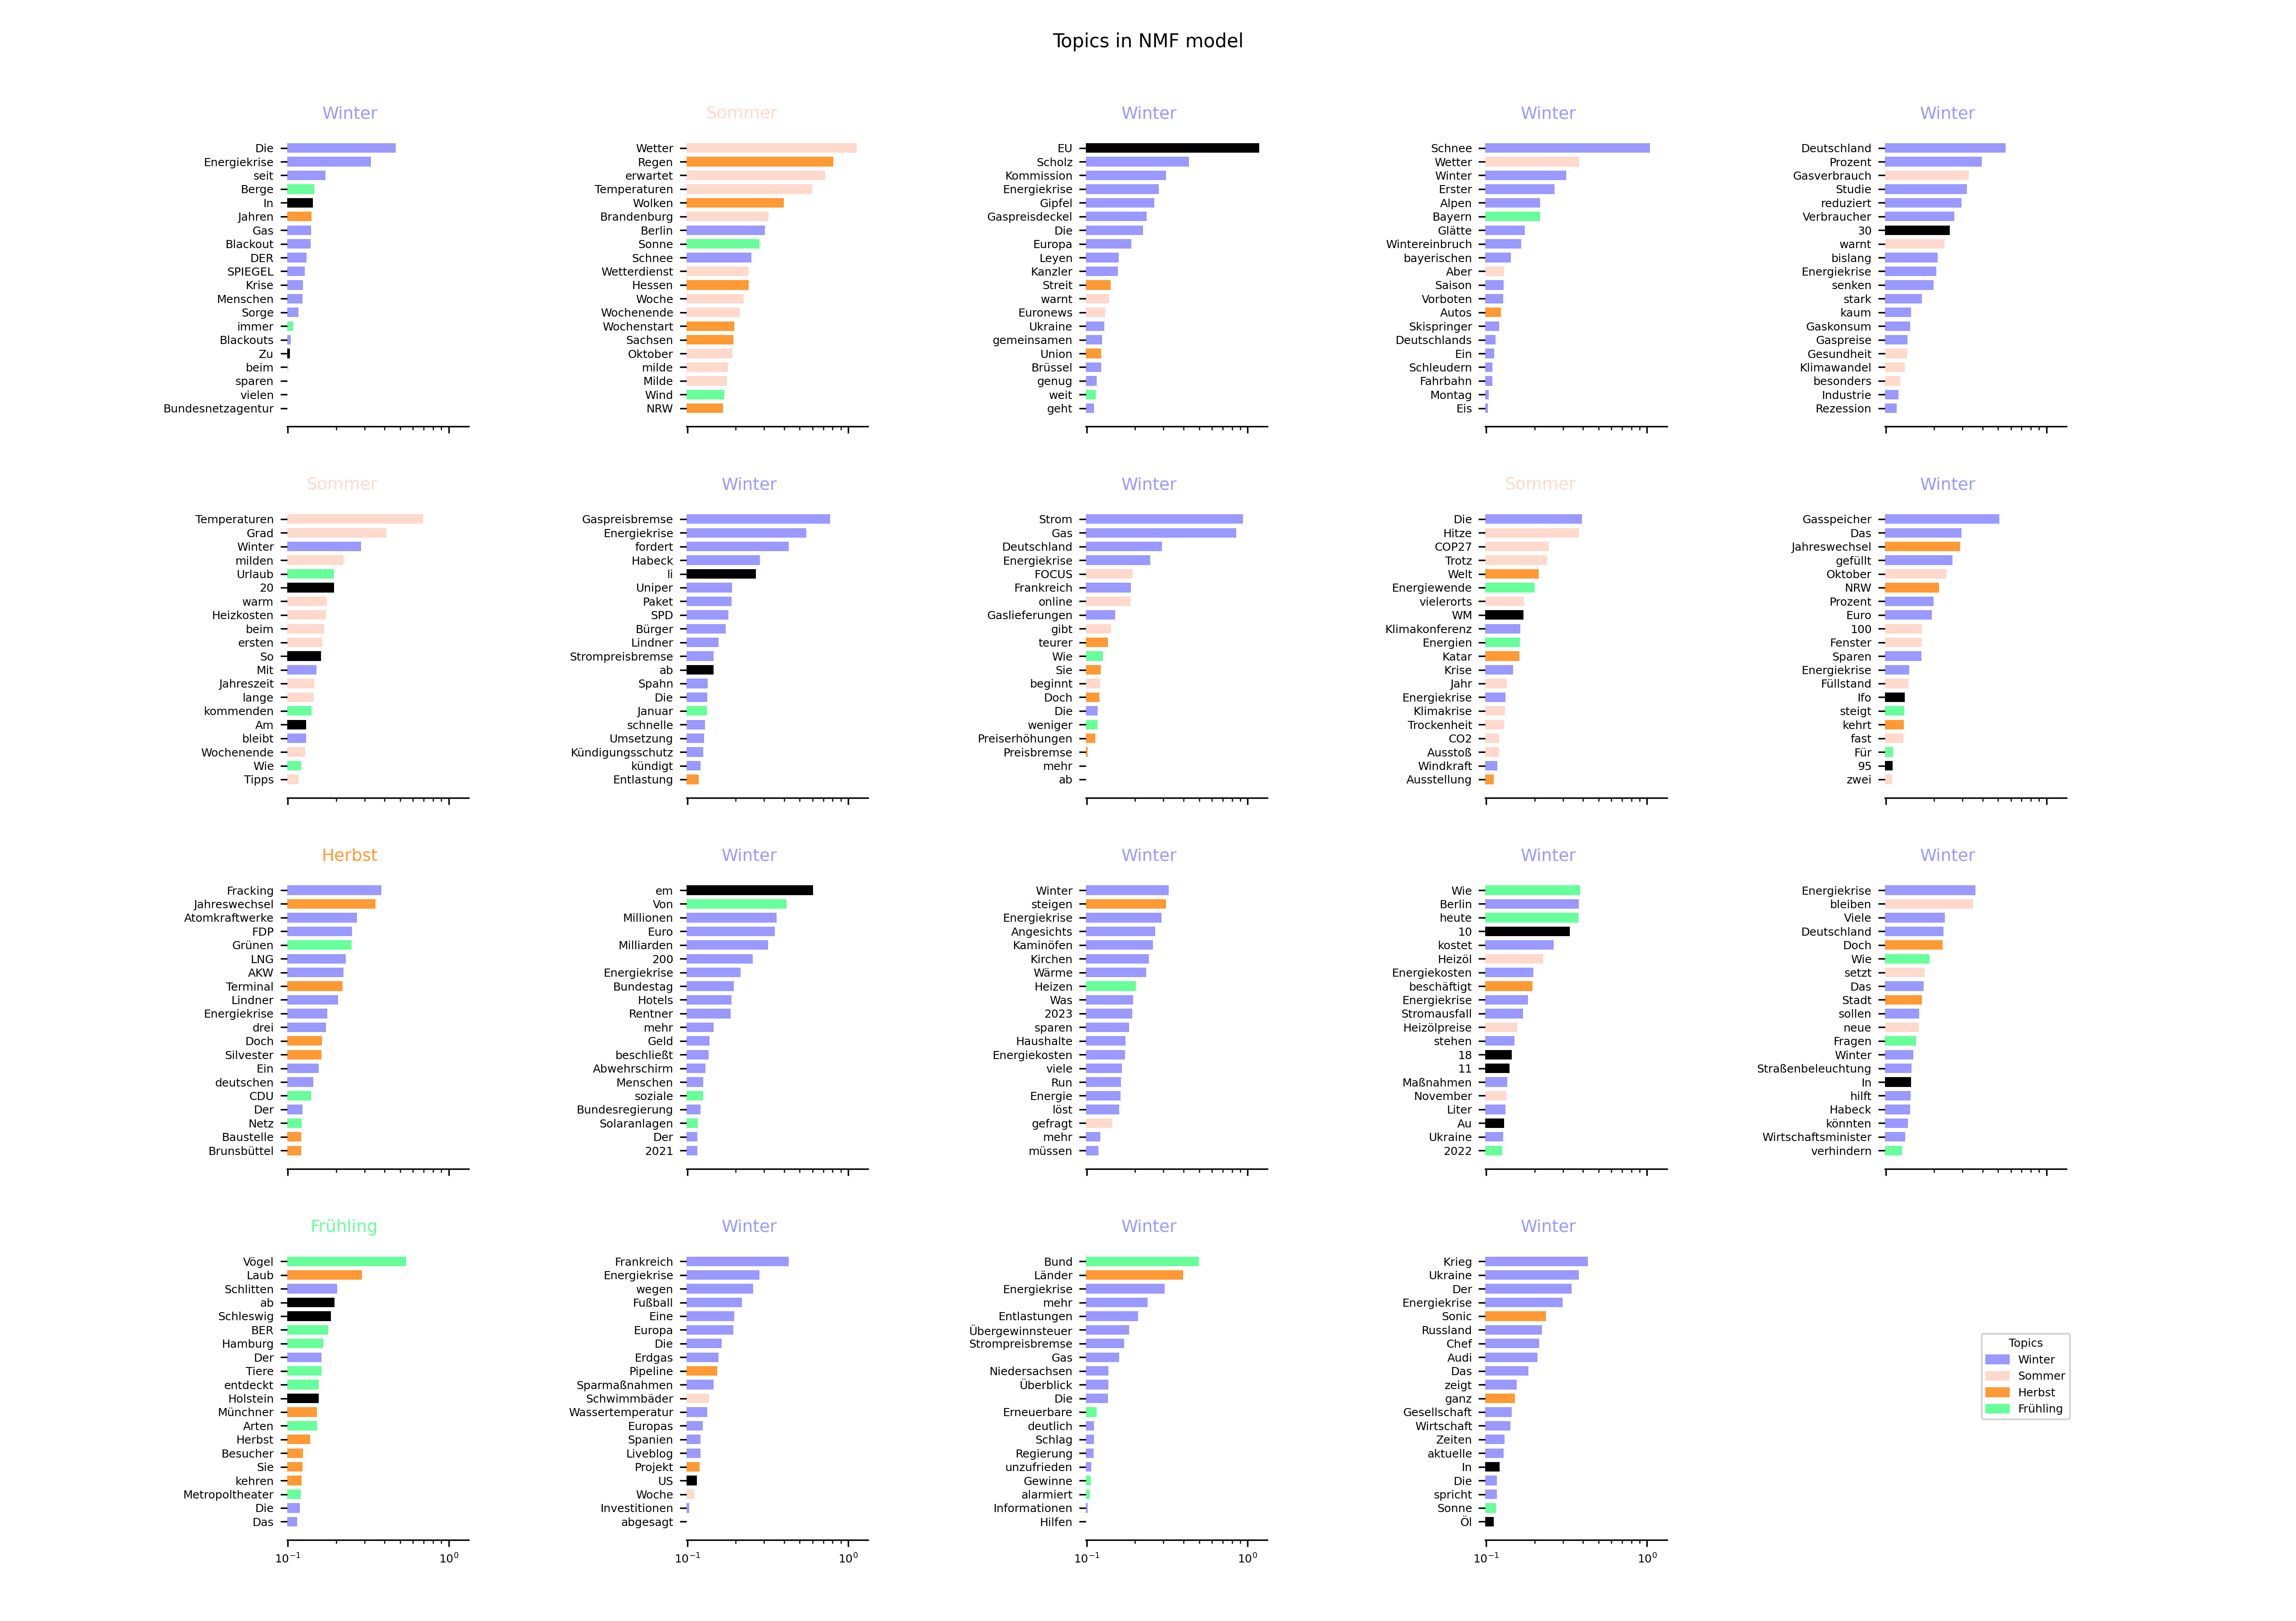 Topics in NMF model
Winter
Die
Energiekrise
seit
Berge
In
Jahren
Gas
Blackout
DER
SPIEGEL
Krise
Menschen
Sorge
immer
Blackouts
Zu
beim
sparen
vielen
Bundesnetzagentur
Sommer
Wetter
Regen
erwartet
Temperaturen
Wolken
Brandenburg
Berlin
Sonne
Schnee
Wetterdienst
Hessen
Woche
Wochenende
Wochenstart
Sachsen
Oktober
milde
Milde
Wind
NRW
Winter
EU
Scholz
Kommission
Energiekrise
Gipfel
Gaspreisdeckel
Die
Europa
Leyen
Kanzler
Streit
warnt
Euronews
Ukraine
gemeinsamen
Union
Brüssel
genug
weit
geht
Winter
Schnee
Wetter
Winter
Erster
Alpen
Bayern
Glätte
Wintereinbruch
bayerischen
Aber
Saison
Vorboten
Autos
Skispringer
Deutschlands
Ein
Schleudern
Fahrbahn
Montag
Eis
Winter
Deutschland
Prozent
Gasverbrauch
Studie
reduziert
Verbraucher
30
warnt
bislang
Energiekrise
senken
stark
kaum
Gaskonsum
Gaspreise
Gesundheit
Klimawandel
besonders
Industrie
Rezession
Sommer
Temperaturen
Grad
Winter
milden
Urlaub
20
warm
Heizkosten
beim
ersten
So
Mit
Jahreszeit
lange
kommenden
Am
bleibt
Wochenende
Wie
Tipps
Winter
Gaspreisbremse
Energiekrise
fordert
Habeck
li
Uniper
Paket
SPD
Bürger
Lindner
Strompreisbremse
ab
Spahn
Die
Januar
schnelle
Umsetzung
Kündigungsschutz
kündigt
Entlastung
Winter
Strom
Gas
Deutschland
Energiekrise
FOCUS
Frankreich
online
Gaslieferungen
gibt
teurer
Wie
Sie
beginnt
Doch
Die
weniger
Preiserhöhungen
Preisbremse
mehr
ab
Sommer
Die
Hitze
COP27
Trotz
Welt
Energiewende
vielerorts
WM
Klimakonferenz
Energien
Katar
Krise
Jahr
Energiekrise
Klimakrise
Trockenheit
CO2
Ausstoß
Windkraft
Ausstellung
Winter
Gasspeicher
Das
Jahreswechsel
gefüllt
Oktober
NRW
Prozent
Euro
100
Fenster
Sparen
Energiekrise
Füllstand
Ifo
steigt
kehrt
fast
Für
95
zwei
Herbst
Fracking
Jahreswechsel
Atomkraftwerke
FDP
Grünen
LNG
AKW
Terminal
Lindner
Energiekrise
drei
Doch
Silvester
Ein
deutschen
CDU
Der
Netz
Baustelle
Brunsbüttel
Winter
em
Von
Millionen
Euro
Milliarden
200
Energiekrise
Bundestag
Hotels
Rentner
mehr
Geld
beschließt
Abwehrschirm
Menschen
soziale
Bundesregierung
Solaranlagen
Der
2021
Winter
Winter
steigen
Energiekrise
Angesichts
Kaminöfen
Kirchen
Wärme
Heizen
Was
2023
sparen
Haushalte
Energiekosten
viele
Run
Energie
löst
gefragt
mehr
müssen
Winter
Wie
Berlin
heute
10
kostet
Heizöl
Energiekosten
beschäftigt
Energiekrise
Stromausfall
Heizölpreise
stehen
18
11
Maßnahmen
November
Liter
Au
Ukraine
2022
Winter
Energiekrise
bleiben
Viele
Deutschland
Doch
Wie
setzt
Das
Stadt
sollen
neue
Fragen
Winter
Straßenbeleuchtung
In
hilft
Habeck
könnten
Wirtschaftsminister
verhindern
Frühling
Vögel
Laub
Schlitten
ab
Schleswig
BER
Hamburg
Der
Tiere
entdeckt
Holstein
Münchner
Arten
Herbst
Besucher
Sie
kehren
Metropoltheater
Die
Das
10⁻¹ 10⁰
Winter
Frankreich
Energiekrise
wegen
Fußball
Eine
Europa
Die
Erdgas
Pipeline
Sparmaßnahmen
Schwimmbäder
Wassertemperatur
Europas
Spanien
Liveblog
Projekt
US
Woche
Investitionen
abgesagt
10⁻¹ 10⁰
Winter
Bund
Länder
Energiekrise
mehr
Entlastungen
Übergewinnsteuer
Strompreisbremse
Gas
Niedersachsen
Überblick
Die
Erneuerbare
deutlich
Schlag
Regierung
unzufrieden
Gewinne
alarmiert
Informationen
Hilfen
10⁻¹ 10⁰
Winter
Krieg
Ukraine
Der
Energiekrise
Sonic
Russland
Chef
Audi
Das
zeigt
ganz
Gesellschaft
Wirtschaft
Zeiten
aktuelle
In
Die
spricht
Sonne
Öl
10⁻¹ 10⁰
Topics
Winter
Sommer
Herbst
Frühling